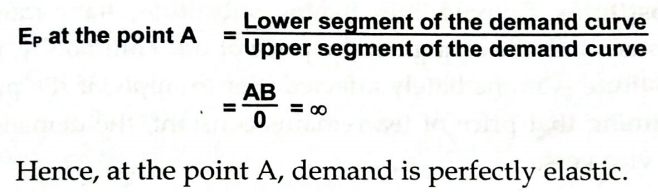 E_P at the point A = Lower segment of the demand curve / Upper segment of the demand curve
= AB / 0 = ∞
Hence, at the point A, demand is perfectly elastic.